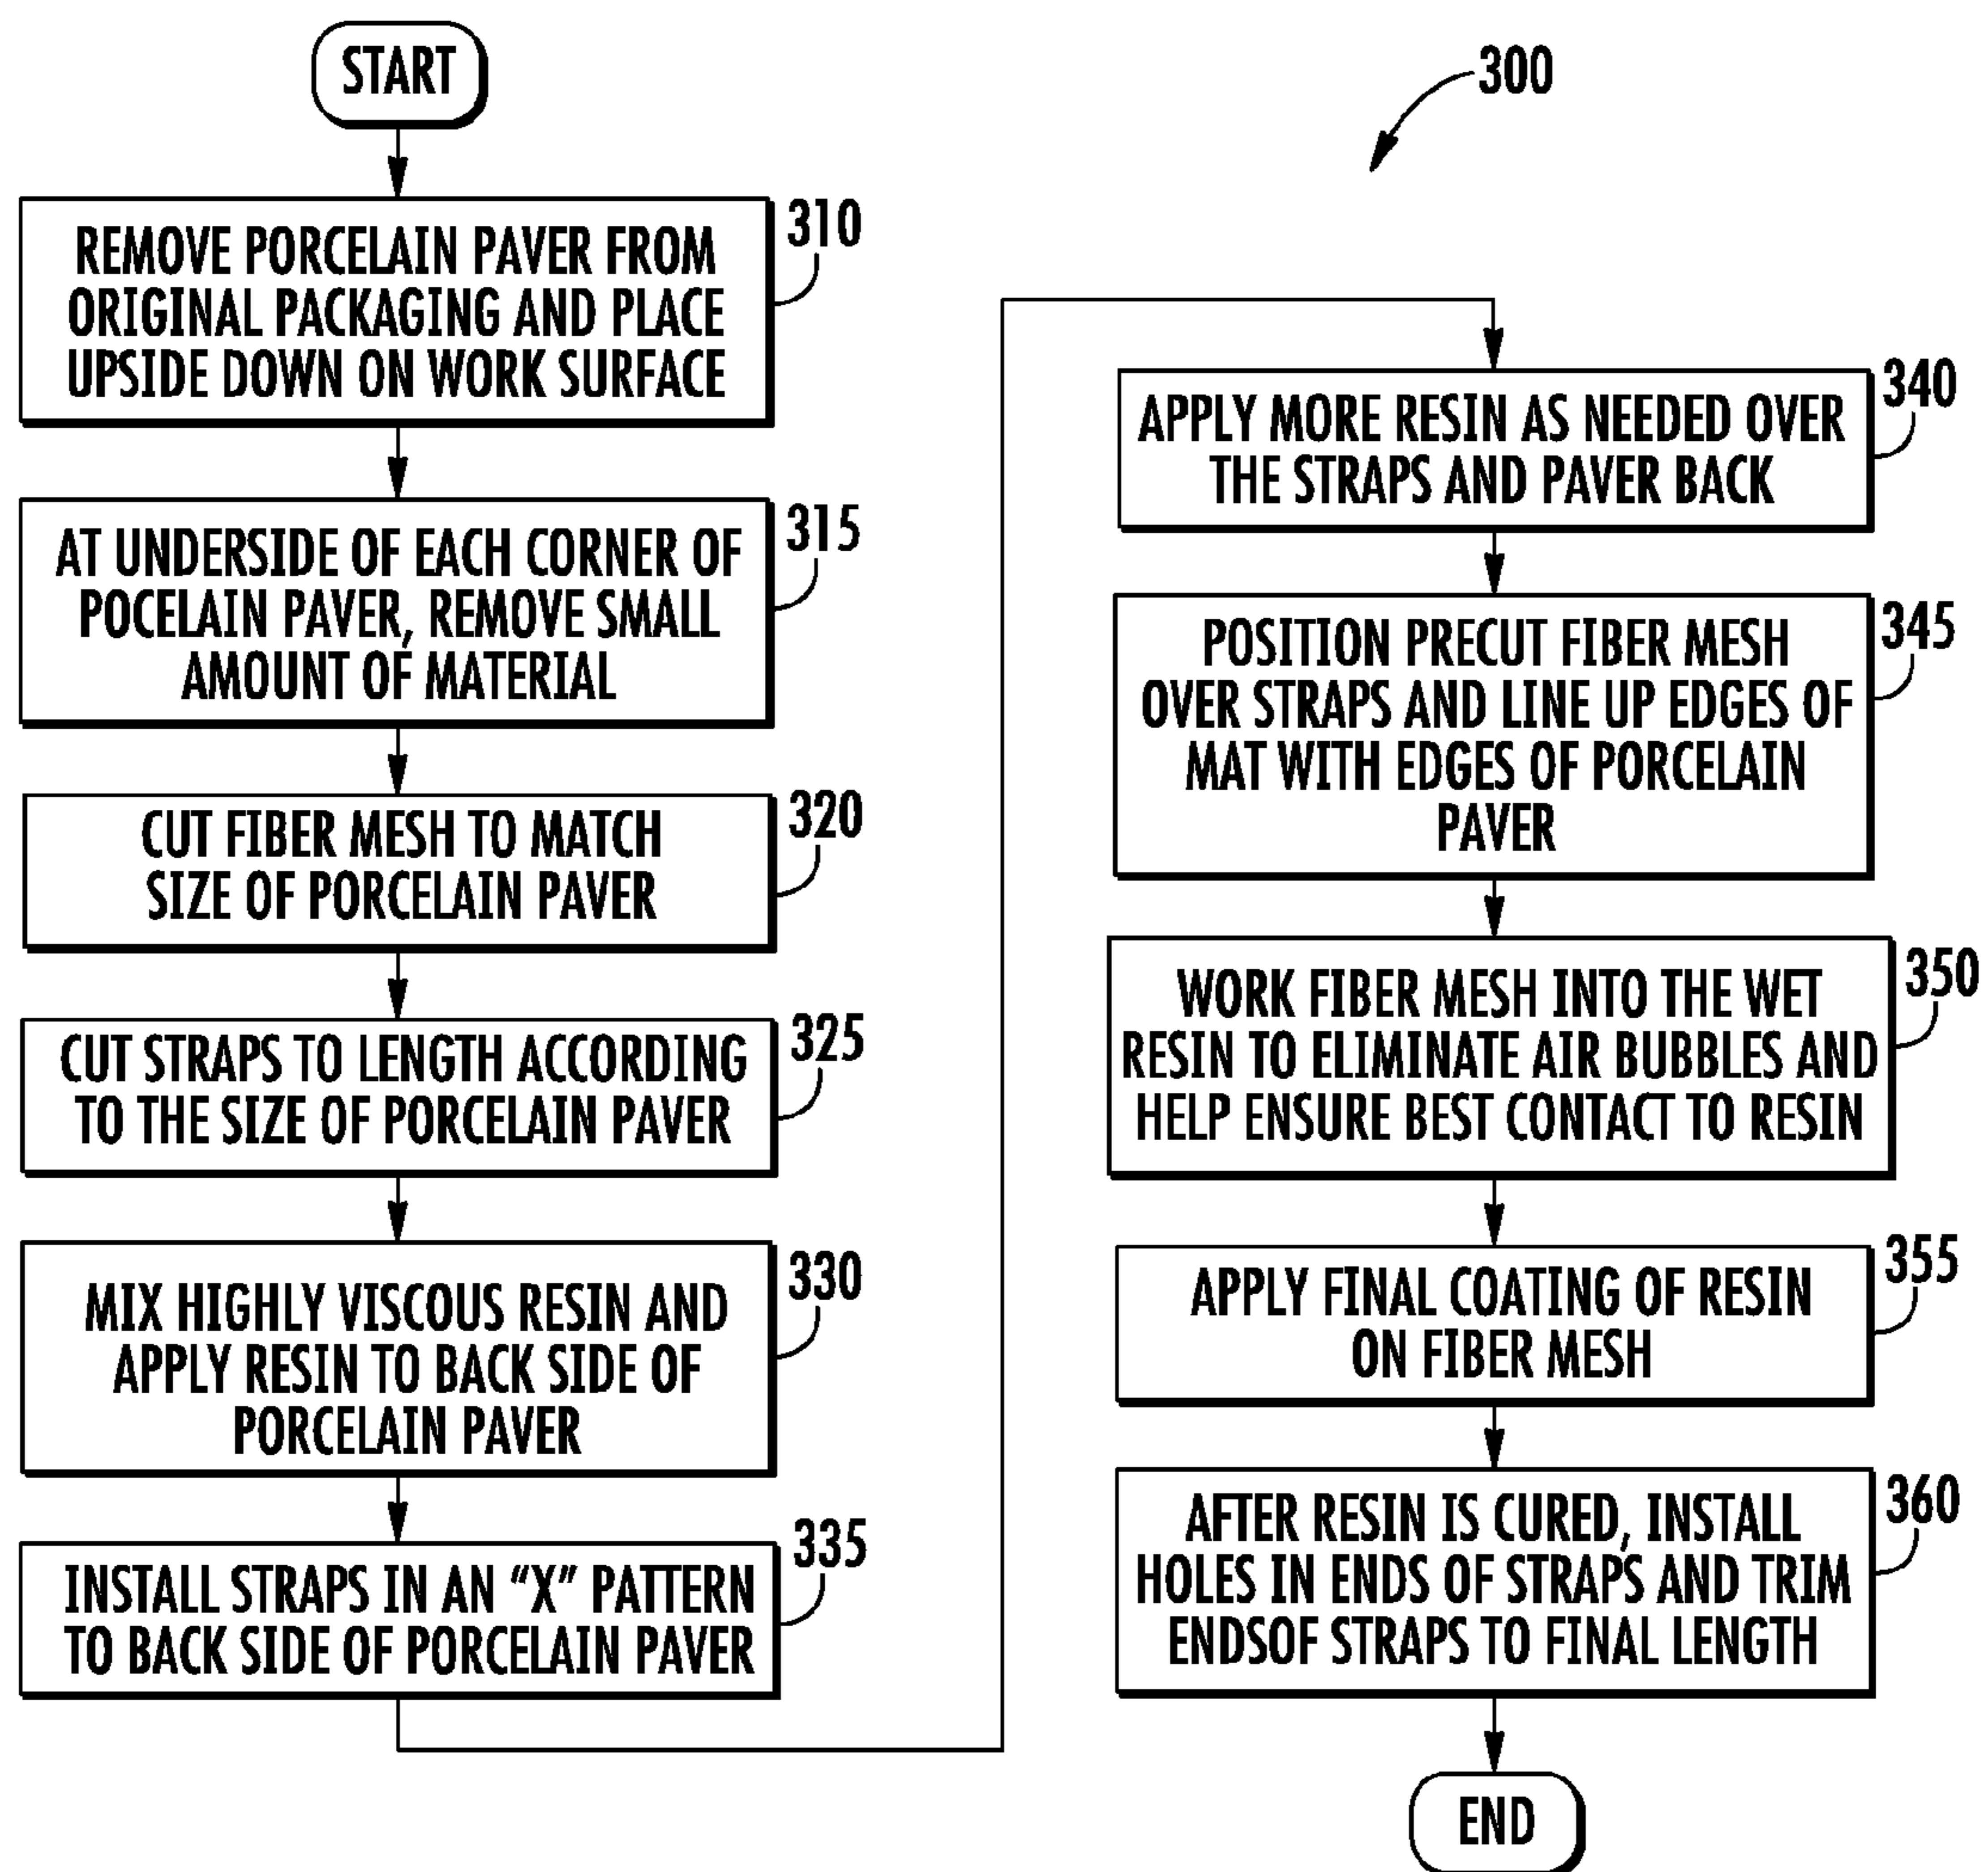 START
300
REMOVE PORCELAIN PAVER FROM
ORIGINAL PACKAGING AND PLACE
UPSIDE DOWN ON WORK SURFACE
310
AT UNDERSIDE OF EACH CORNER OF
POCELAIN PAVER, REMOVE SMALL
AMOUNT OF MATERIAL
315
CUT FIBER MESH TO MATCH
SIZE OF PORCELAIN PAVER
320
CUT STRAPS TO LENGTH ACCORDING
TO THE SIZE OF PORCELAIN PAVER
325
MIX HIGHLY VISCOUS RESIN AND
APPLY RESIN TO BACK SIDE OF
PORCELAIN PAVER
330
INSTALL STRAPS IN AN “X” PATTERN
TO BACK SIDE OF PORCELAIN PAVER
335
APPLY MORE RESIN AS NEEDED OVER
THE STRAPS AND PAVER BACK
340
POSITION PRECUT FIBER MESH
OVER STRAPS AND LINE UP EDGES OF
MAT WITH EDGES OF PORCELAIN
PAVER
345
WORK FIBER MESH INTO THE WET
RESIN TO ELIMINATE AIR BUBBLES AND
HELP ENSURE BEST CONTACT TO RESIN
350
APPLY FINAL COATING OF RESIN
ON FIBER MESH
355
AFTER RESIN IS CURED, INSTALL
HOLES IN ENDS OF STRAPS AND TRIM
ENDSOF STRAPS TO FINAL LENGTH
360
END